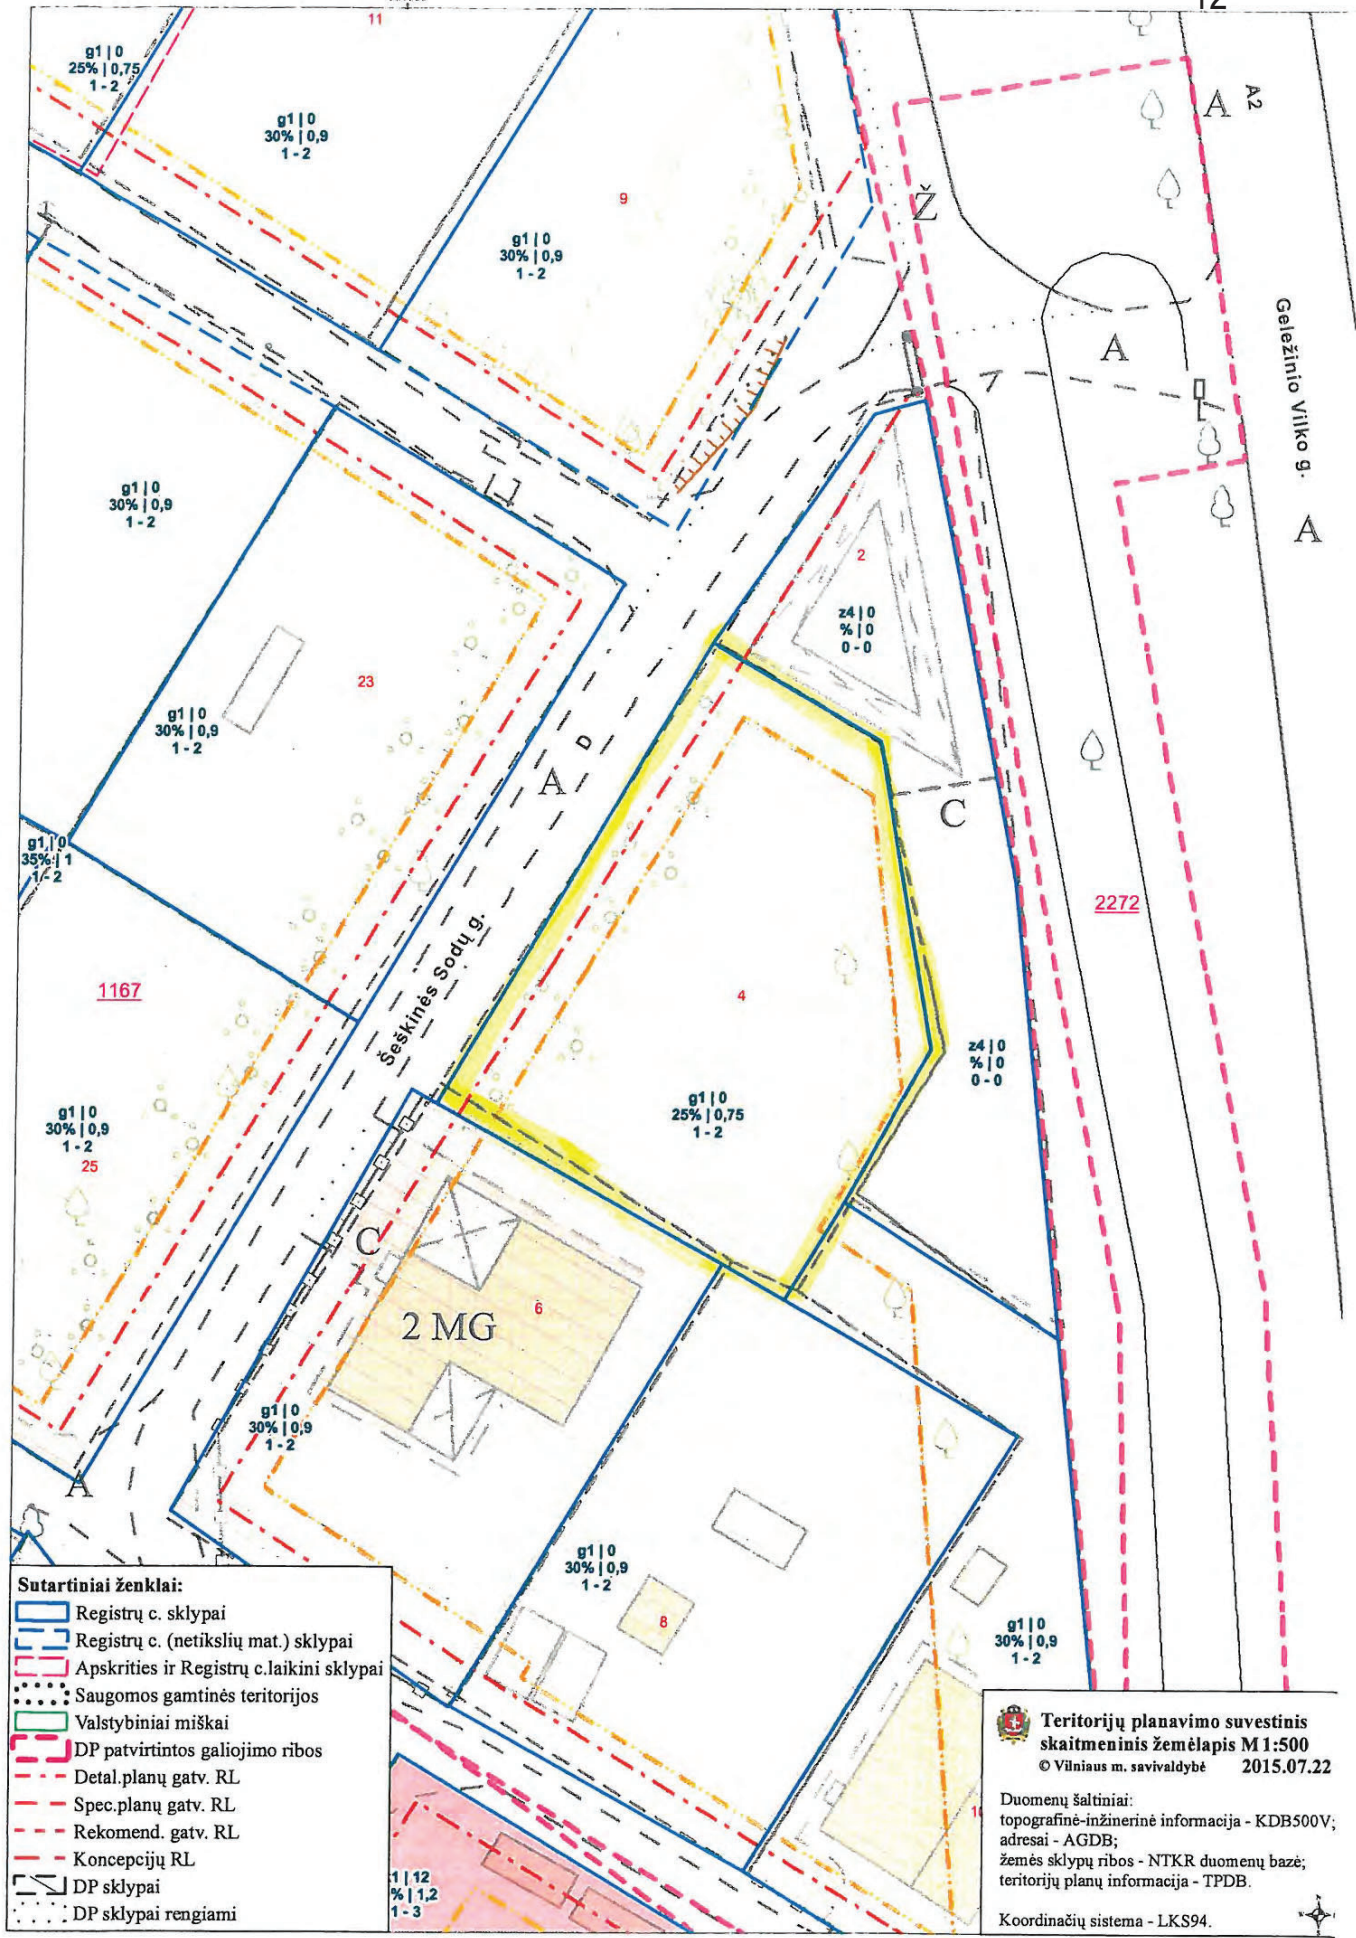 12
11
g1 | 0
25% | 0,75
1 - 2
g1 | 0
30% | 0,9
1 - 2
9
g1 | 0
30% | 0,9
1 - 2
A2
A
Ž
A
Geležinio Vilko g.
A
g1 | 0
30% | 0,9
1 - 2
2
z4 | 0
% | 0
0 - 0
23
g1 | 0
30% | 0,9
1 - 2
D
A
C
g1 | 0
35% | 1
1 - 2
2272
Šeškinės Sodų g.
1167
4
z4 | 0
% | 0
0 - 0
g1 | 0
25% | 0,75
1 - 2
g1 | 0
30% | 0,9
1 - 2
25
C
2 MG
6
g1 | 0
30% | 0,9
1 - 2
A
g1 | 0
30% | 0,9
1 - 2
8
g1 | 0
30% | 0,9
1 - 2
Sutartiniai ženklai:
Registrų c. sklypai
Registrų c. (netikslių mat.) sklypai
Apskrities ir Registrų c.laikini sklypai
Saugomos gamtinės teritorijos
Valstybiniai miškai
DP patvirtintos galiojimo ribos
Detal.planų gatv. RL
Spec.planų gatv. RL
Rekomend. gatv. RL
Koncepcijų RL
DP sklypai
DP sklypai rengiami
1 | 12
% | 1,2
1 - 3
Teritorijų planavimo suvestinis
skaitmeninis žemėlapis M 1:500
© Vilniaus m. savivaldybė 2015.07.22
Duomenų šaltiniai:
topografinė-inžinerinė informacija - KDB500V;
adresai - AGDB;
žemės sklypų ribos - NTKR duomenų bazė;
teritorijų planų informacija - TPDB.
Koordinačių sistema - LKS94.